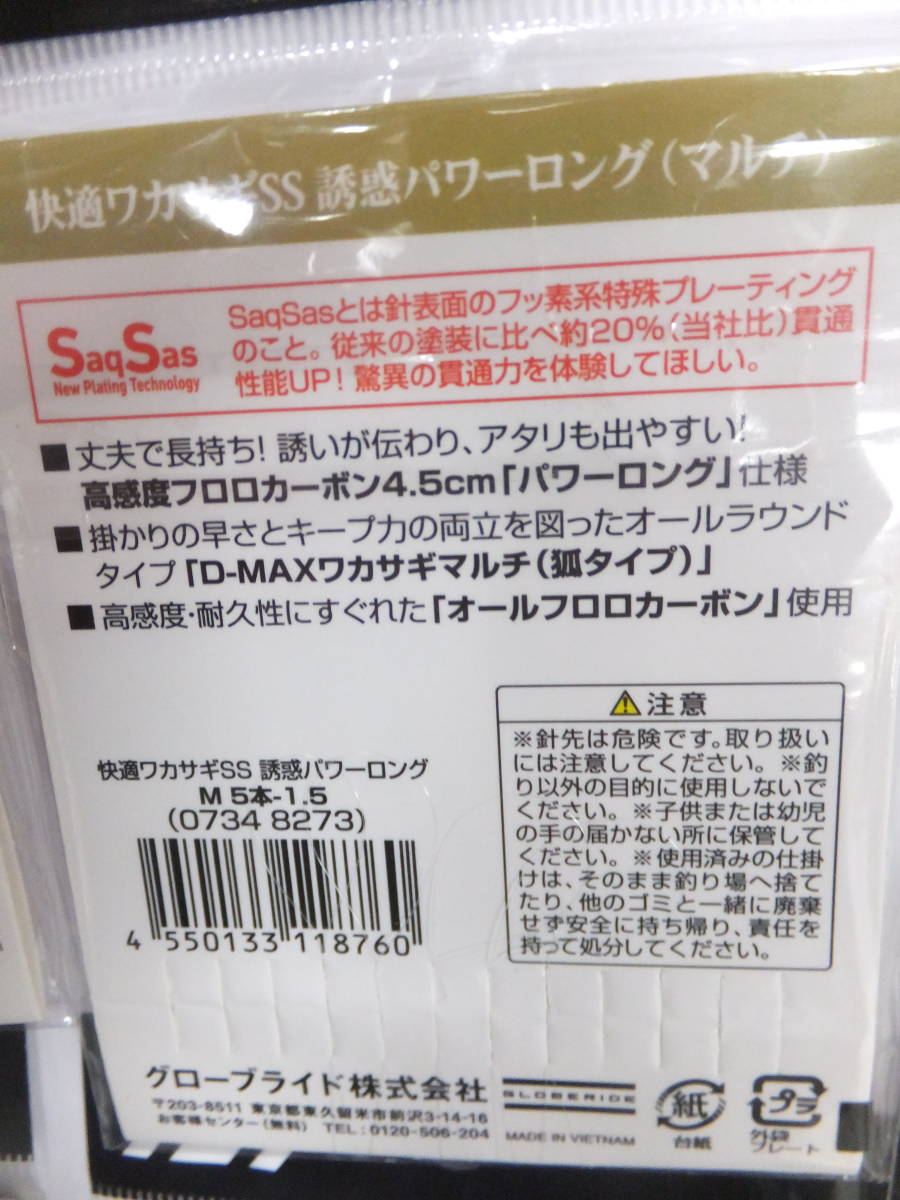 快適ワカサギSS 誘惑パワーロング(マルチ)
SaqSas
New Plating Technology
SaqSasとは針表面のフッ素系特殊プレーティング
のこと。従来の塗装に比べ約20%(当社比)貫通
性能UP! 驚異の貫通力を体験してほしい。
■丈夫で長持ち! 誘いが伝わり、アタリも出やすい!
高感度フロロカーボン4.5cm「パワーロング」仕様
■掛かりの早さとキープ力の両立を図ったオールラウンド
タイプ「D-MAXワカサギマルチ(狐タイプ)」
■高感度・耐久性にすぐれた「オールフロロカーボン」使用
快適ワカサギSS 誘惑パワーロング
M 5本-1.5
(0734 8273)
4 550133 118760
注意
※針先は危険です。取り扱い
には注意してください。※釣
り以外の目的に使用しないで
ください。※子供または幼児
の手の届かない所に保管して
ください。※使用済みの仕掛
けは、そのまま釣り場へ捨て
たり、他のゴミと一緒に廃棄
せず安全に持ち帰り、責任を
持って処分してください。
グローブライド株式会社
〒203-8511 東京都東久留米市前沢3-14-16
お客様センター(無料) TEL:0120-506-204
GLOBERIDE
MADE IN VIETNAM
紙
台紙
プラ
外袋
プレート